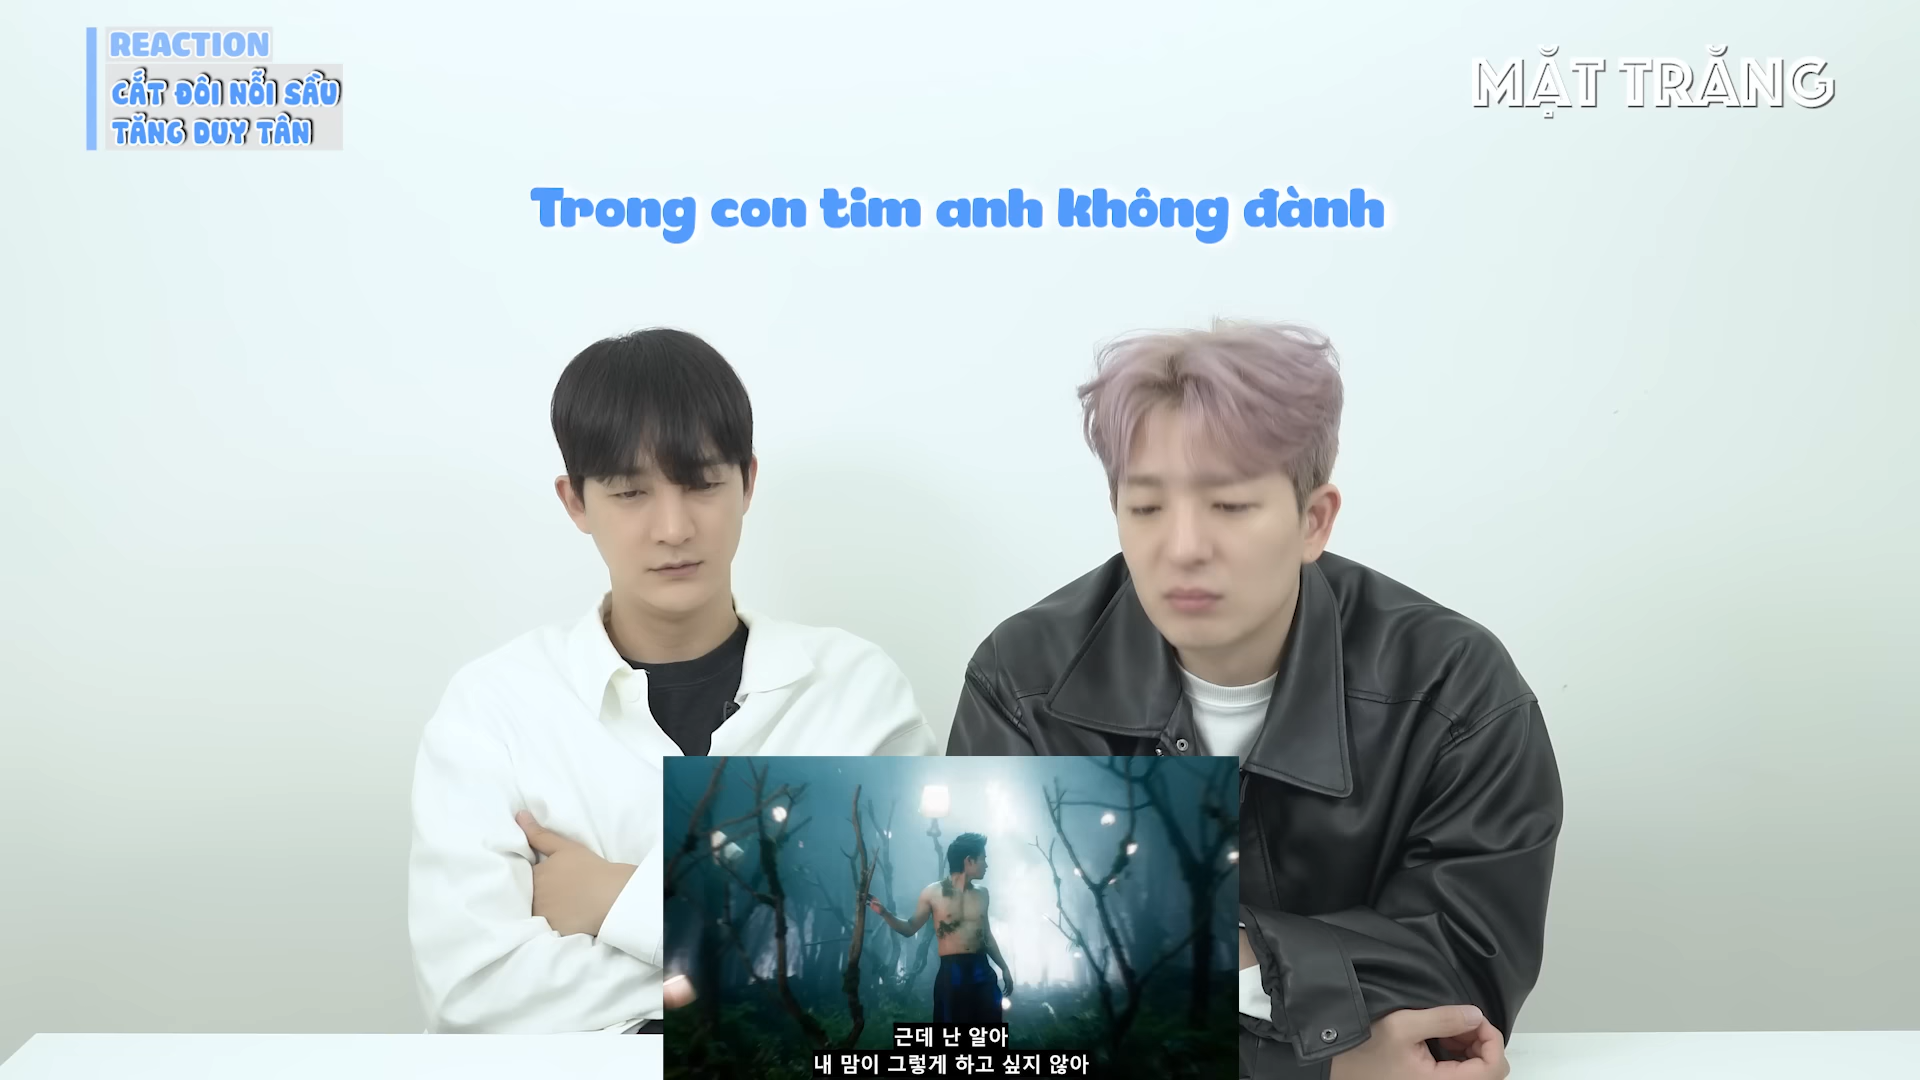 REACTION
CẮT ĐÔI NỖI SẦU
TĂNG DUY TÂN
MẶT TRĂNG
Trong con tim anh không đành
근데 난 알아
내 맘이 그렇게 하고 싶지 않아